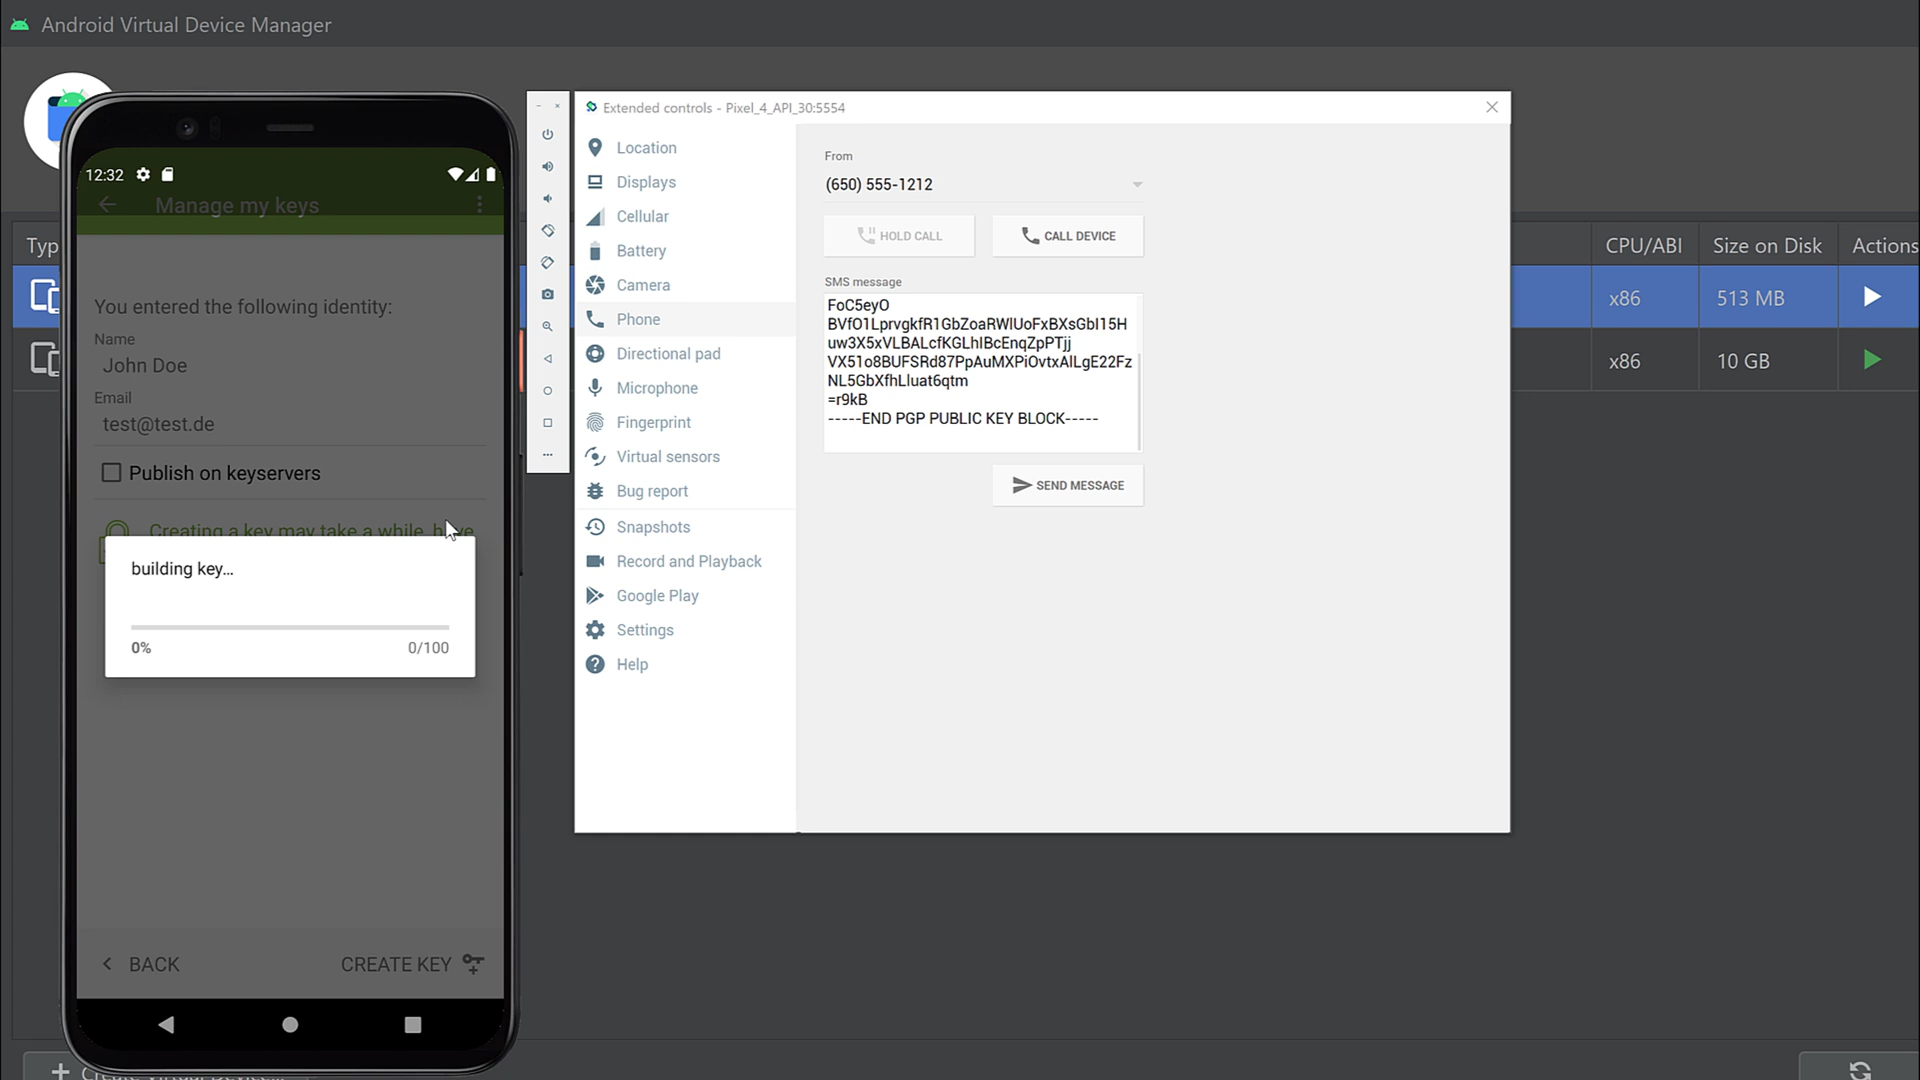 Android Virtual Device Manager
12:32
Manage my keys
You entered the following identity:
Name
John Doe
Email
test@test.de
Publish on keyservers
Creating a key may take a while, have
building key...
0%
0/100
BACK
CREATE KEY
Extended controls - Pixel_4_API_30:5554
Location
Displays
Cellular
Battery
Camera
Phone
Directional pad
Microphone
Fingerprint
Virtual sensors
Bug report
Snapshots
Record and Playback
Google Play
Settings
Help
From
(650) 555-1212
HOLD CALL
CALL DEVICE
SMS message
FoC5eyO
=r9kB
-----END PGP PUBLIC KEY BLOCK-----
SEND MESSAGE
Typ
CPU/ABI
Size on Disk
Actions
x86
513 MB
x86
10 GB
Create Virtual Device...